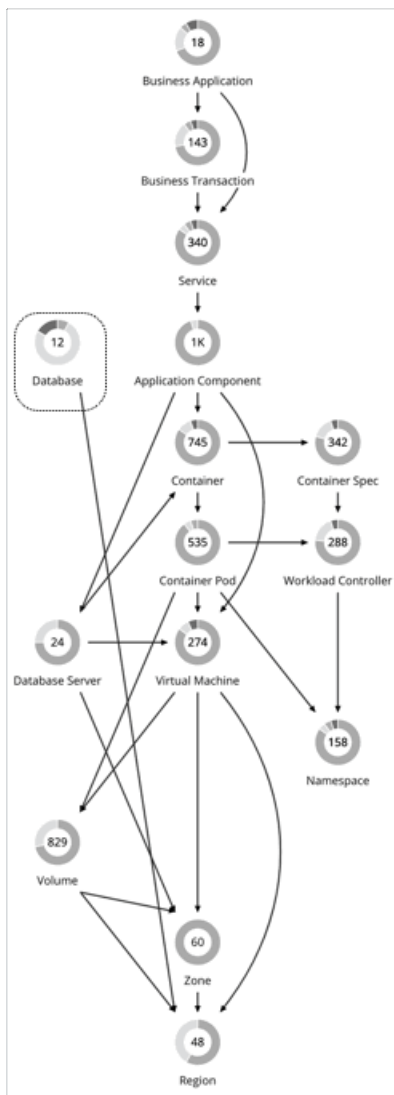 18
Business Application
143
Business Transaction
340
Service
12
Database
1K
Application Component
745
Container
342
Container Spec
535
Container Pod
288
Workload Controller
24
Database Server
274
Virtual Machine
158
Namespace
829
Volume
60
Zone
48
Region